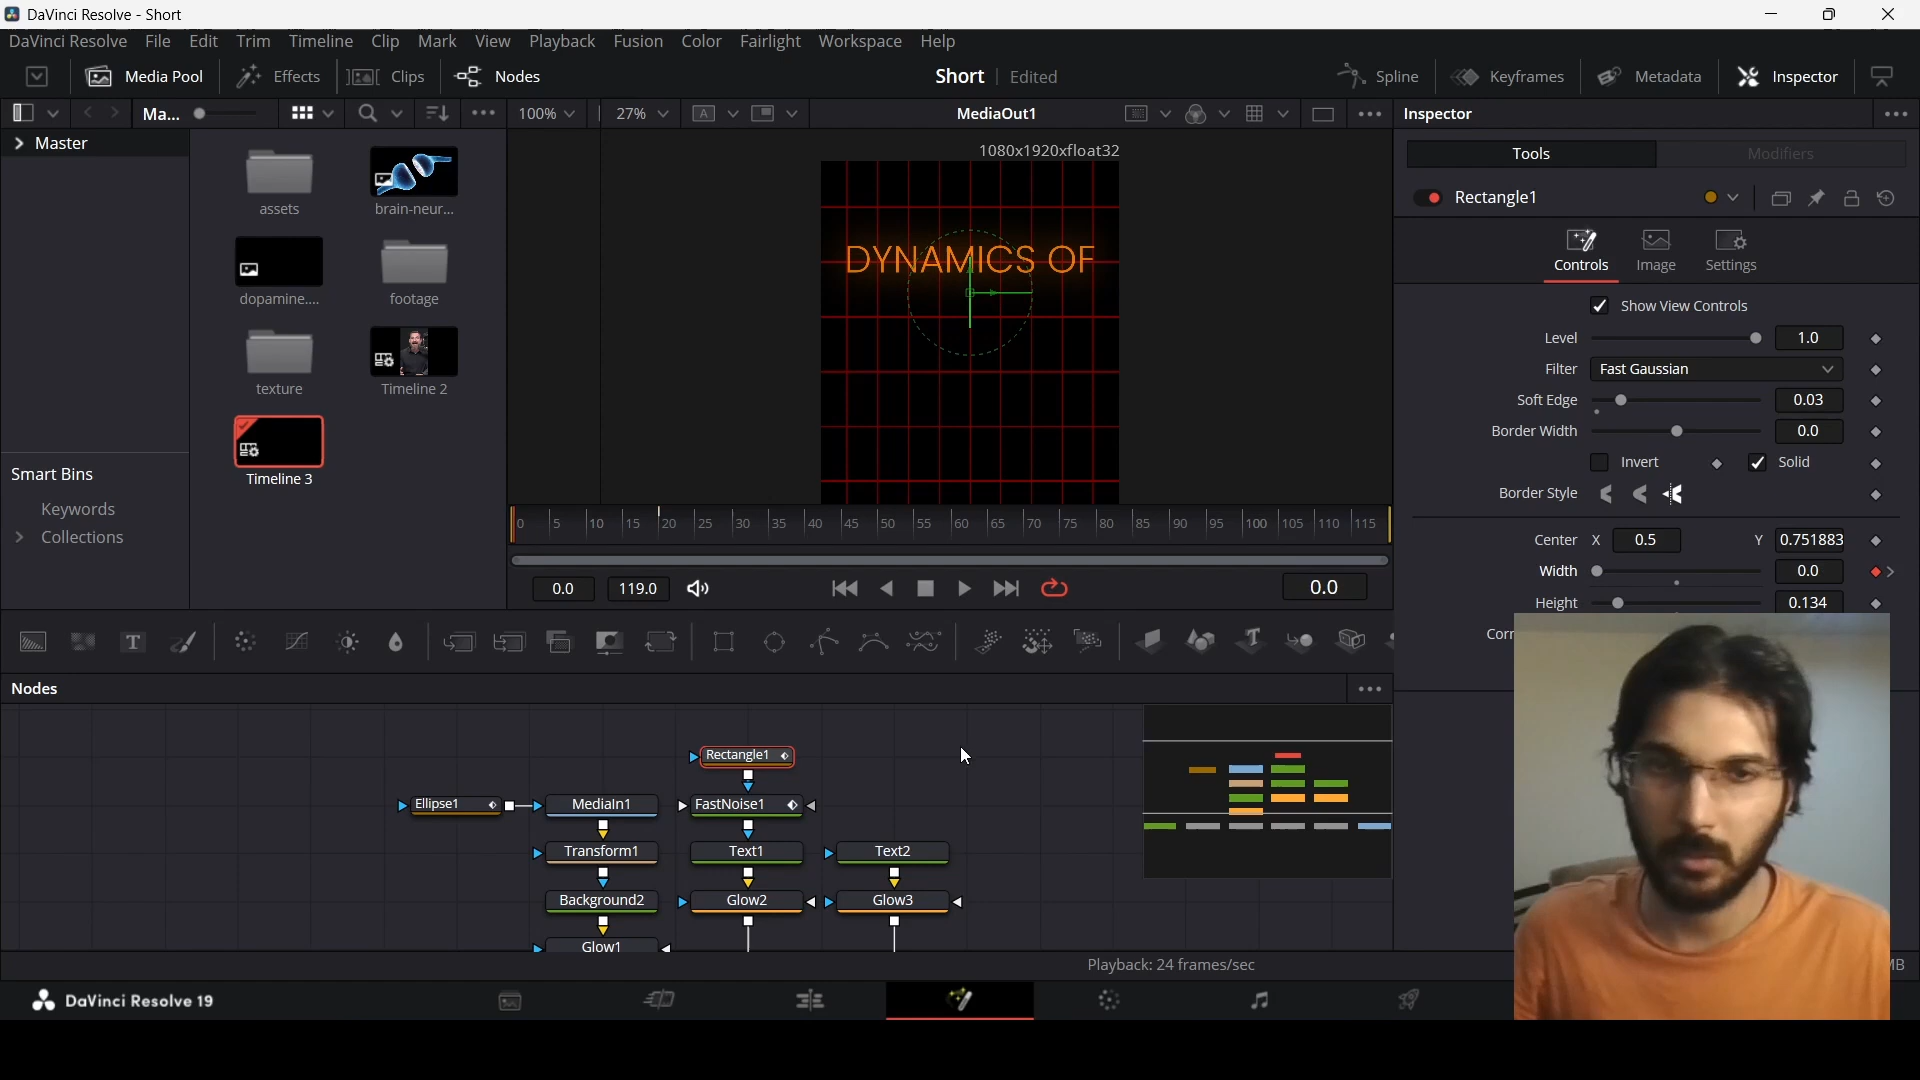 DaVinci Resolve - Short
DaVinci Resolve File Edit Trim Timeline Clip Mark View Playback Fusion Color Fairlight Workspace Help
Media Pool Effects Clips Nodes Short Edited Spline Keyframes Metadata Inspector
Ma... 100% 27% A MediaOut1 Inspector
Master
1080x1920xfloat32
Tools Modifiers
assets brain-neur...
Rectangle1
DYNAMICS OF
Controls Image Settings
dopamine.... footage
Show View Controls
Level 1.0
Filter Fast Gaussian
texture Timeline 2
Soft Edge 0.03
Border Width 0.0
Invert Solid
Smart Bins Timeline 3
Border Style
Keywords
0 5 10 15 20 25 30 35 40 45 50 55 60 65 70 75 80 85 90 95 100 105 110 115
Collections
Center X 0.5 Y 0.751883
Width 0.0
0.0 119.0 0.0
Height 0.134
Corr
T
Nodes
Rectangle1
Ellipse1 MediaIn1 FastNoise1
Transform1 Text1 Text2
Background2 Glow2 Glow3
Glow1
Playback: 24 frames/sec
MB
DaVinci Resolve 19